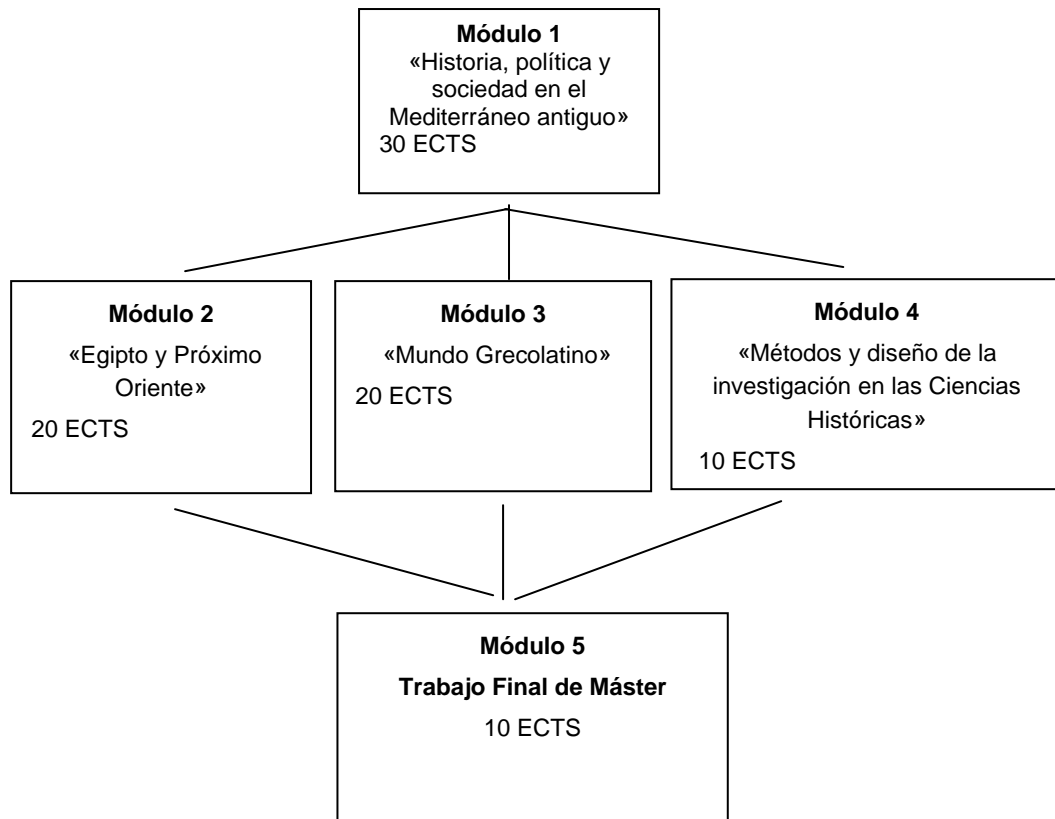 Módulo 1
«Historia, política y
sociedad en el
Mediterráneo antiguo»
30 ECTS
Módulo 2
«Egipto y Próximo
Oriente»
20 ECTS
Módulo 3
«Mundo Grecolatino»
20 ECTS
Módulo 4
«Métodos y diseño de la
investigación en las Ciencias
Históricas»
10 ECTS
Módulo 5
Trabajo Final de Máster
10 ECTS